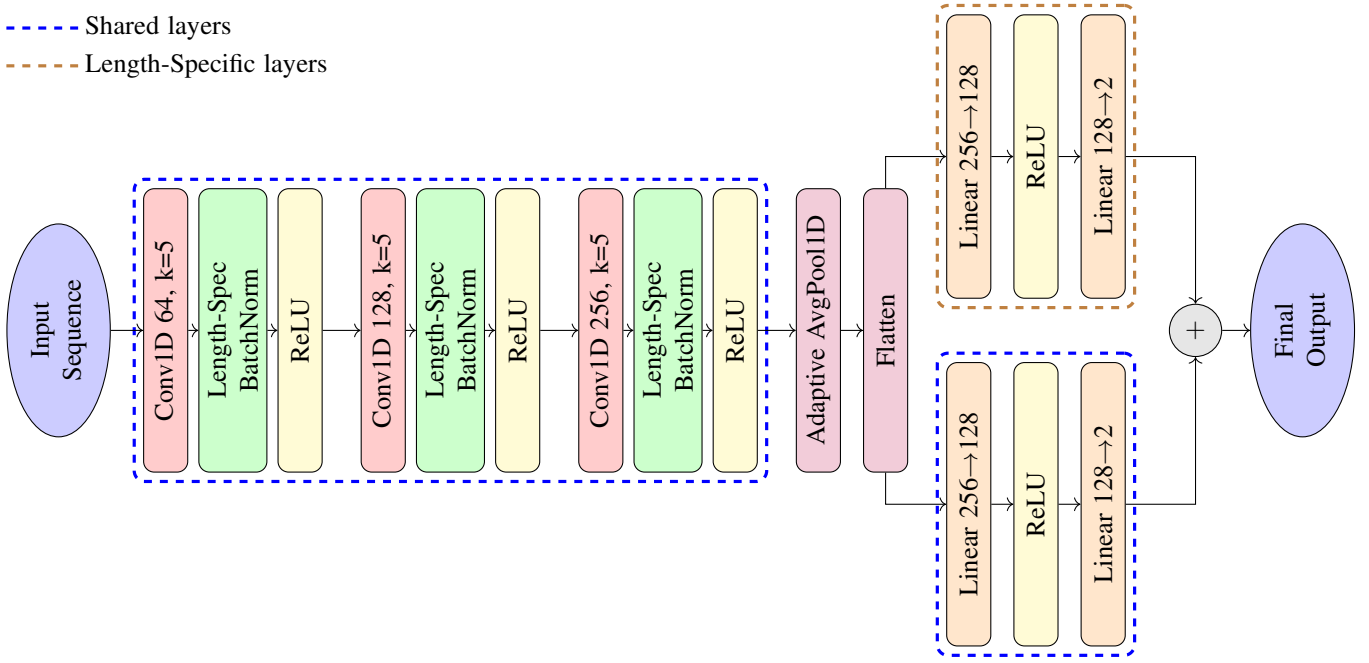 Shared layers
Length-Specific layers
Input
Sequence
Conv1D 64, k=5
Length-Spec
BatchNorm
ReLU
Conv1D 128, k=5
Length-Spec
BatchNorm
ReLU
Conv1D 256, k=5
Length-Spec
BatchNorm
ReLU
Adaptive AvgPool1D
Flatten
Linear 256→128
ReLU
Linear 128→2
Linear 256→128
ReLU
Linear 128→2
+
Final
Output